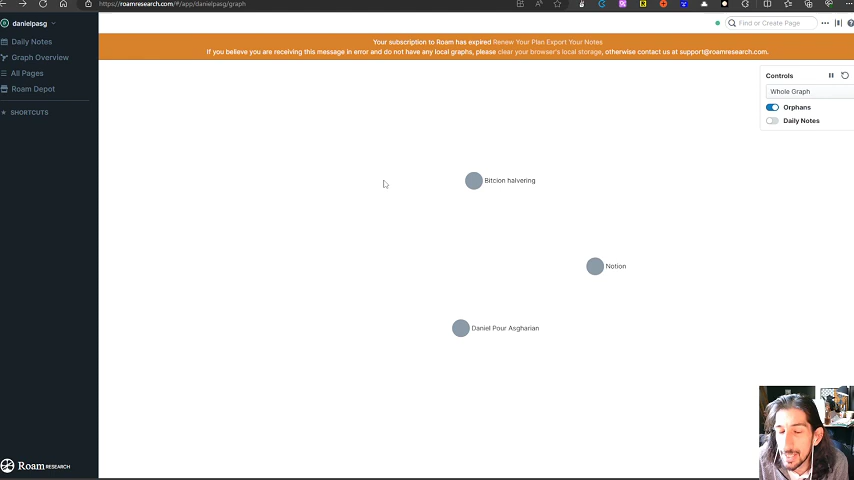 https://roamresearch.com/#/app/danielpasg/graph
danielpasg
Find or Create Page
Daily Notes
Graph Overview
All Pages
Roam Depot
SHORTCUTS
Your subscription to Roam has expired Renew Your Plan Export Your Notes
If you believe you are receiving this message in error and do not have any local graphs, please clear your browser's local storage, otherwise contact us at support@roamresearch.com.
Controls
Whole Graph
Orphans
Daily Notes
Bitcion halvering
Notion
Daniel Pour Asgharian
Roam RESEARCH